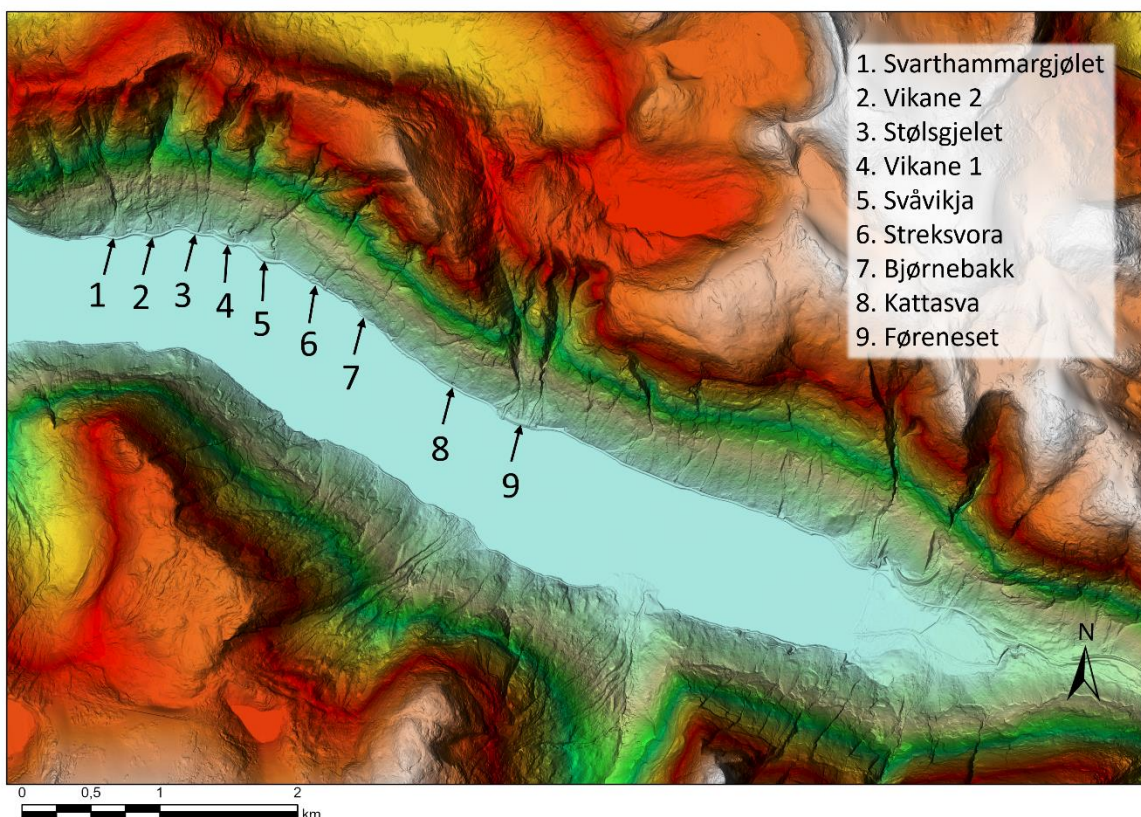 1. Svarthammargjølet
2. Vikane 2
3. Stølsgjelet
4. Vikane 1
5. Svåvikja
6. Streksvora
7. Bjørnebakk
8. Kattasva
9. Føreneset
1
2
3
4
5
6
7
8
9
N
0 0,5 1 2
km